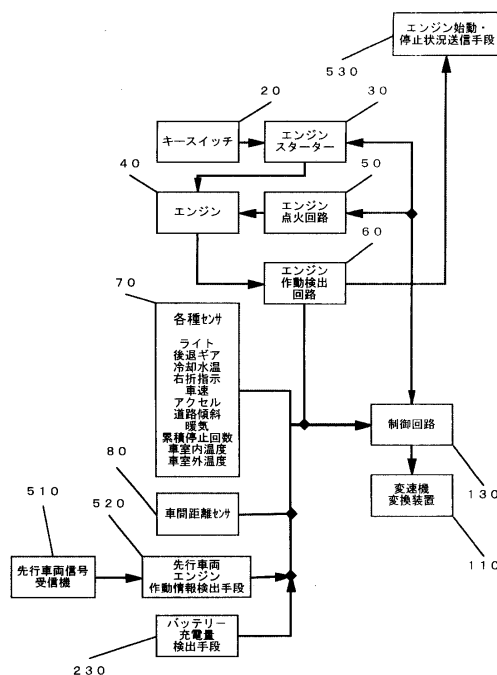 エンジン始動・
停止状況送信手段
530
20
30
キースイッチ
エンジン
スターター
40
50
エンジン
エンジン
点火回路
60
エンジン
作動検出
回路
70
各種センサ
ライト
後退ギア
冷却水温
右折指示
車速
アクセル
道路傾斜
暖気
累積停止回数
車室内温度
車室外温度
制御回路
130
80
車間距離センサ
変速機
変換装置
110
510
520
先行車両信号
受信機
先行車両
エンジン
作動情報検出手段
バッテリー
充電量
検出手段
230